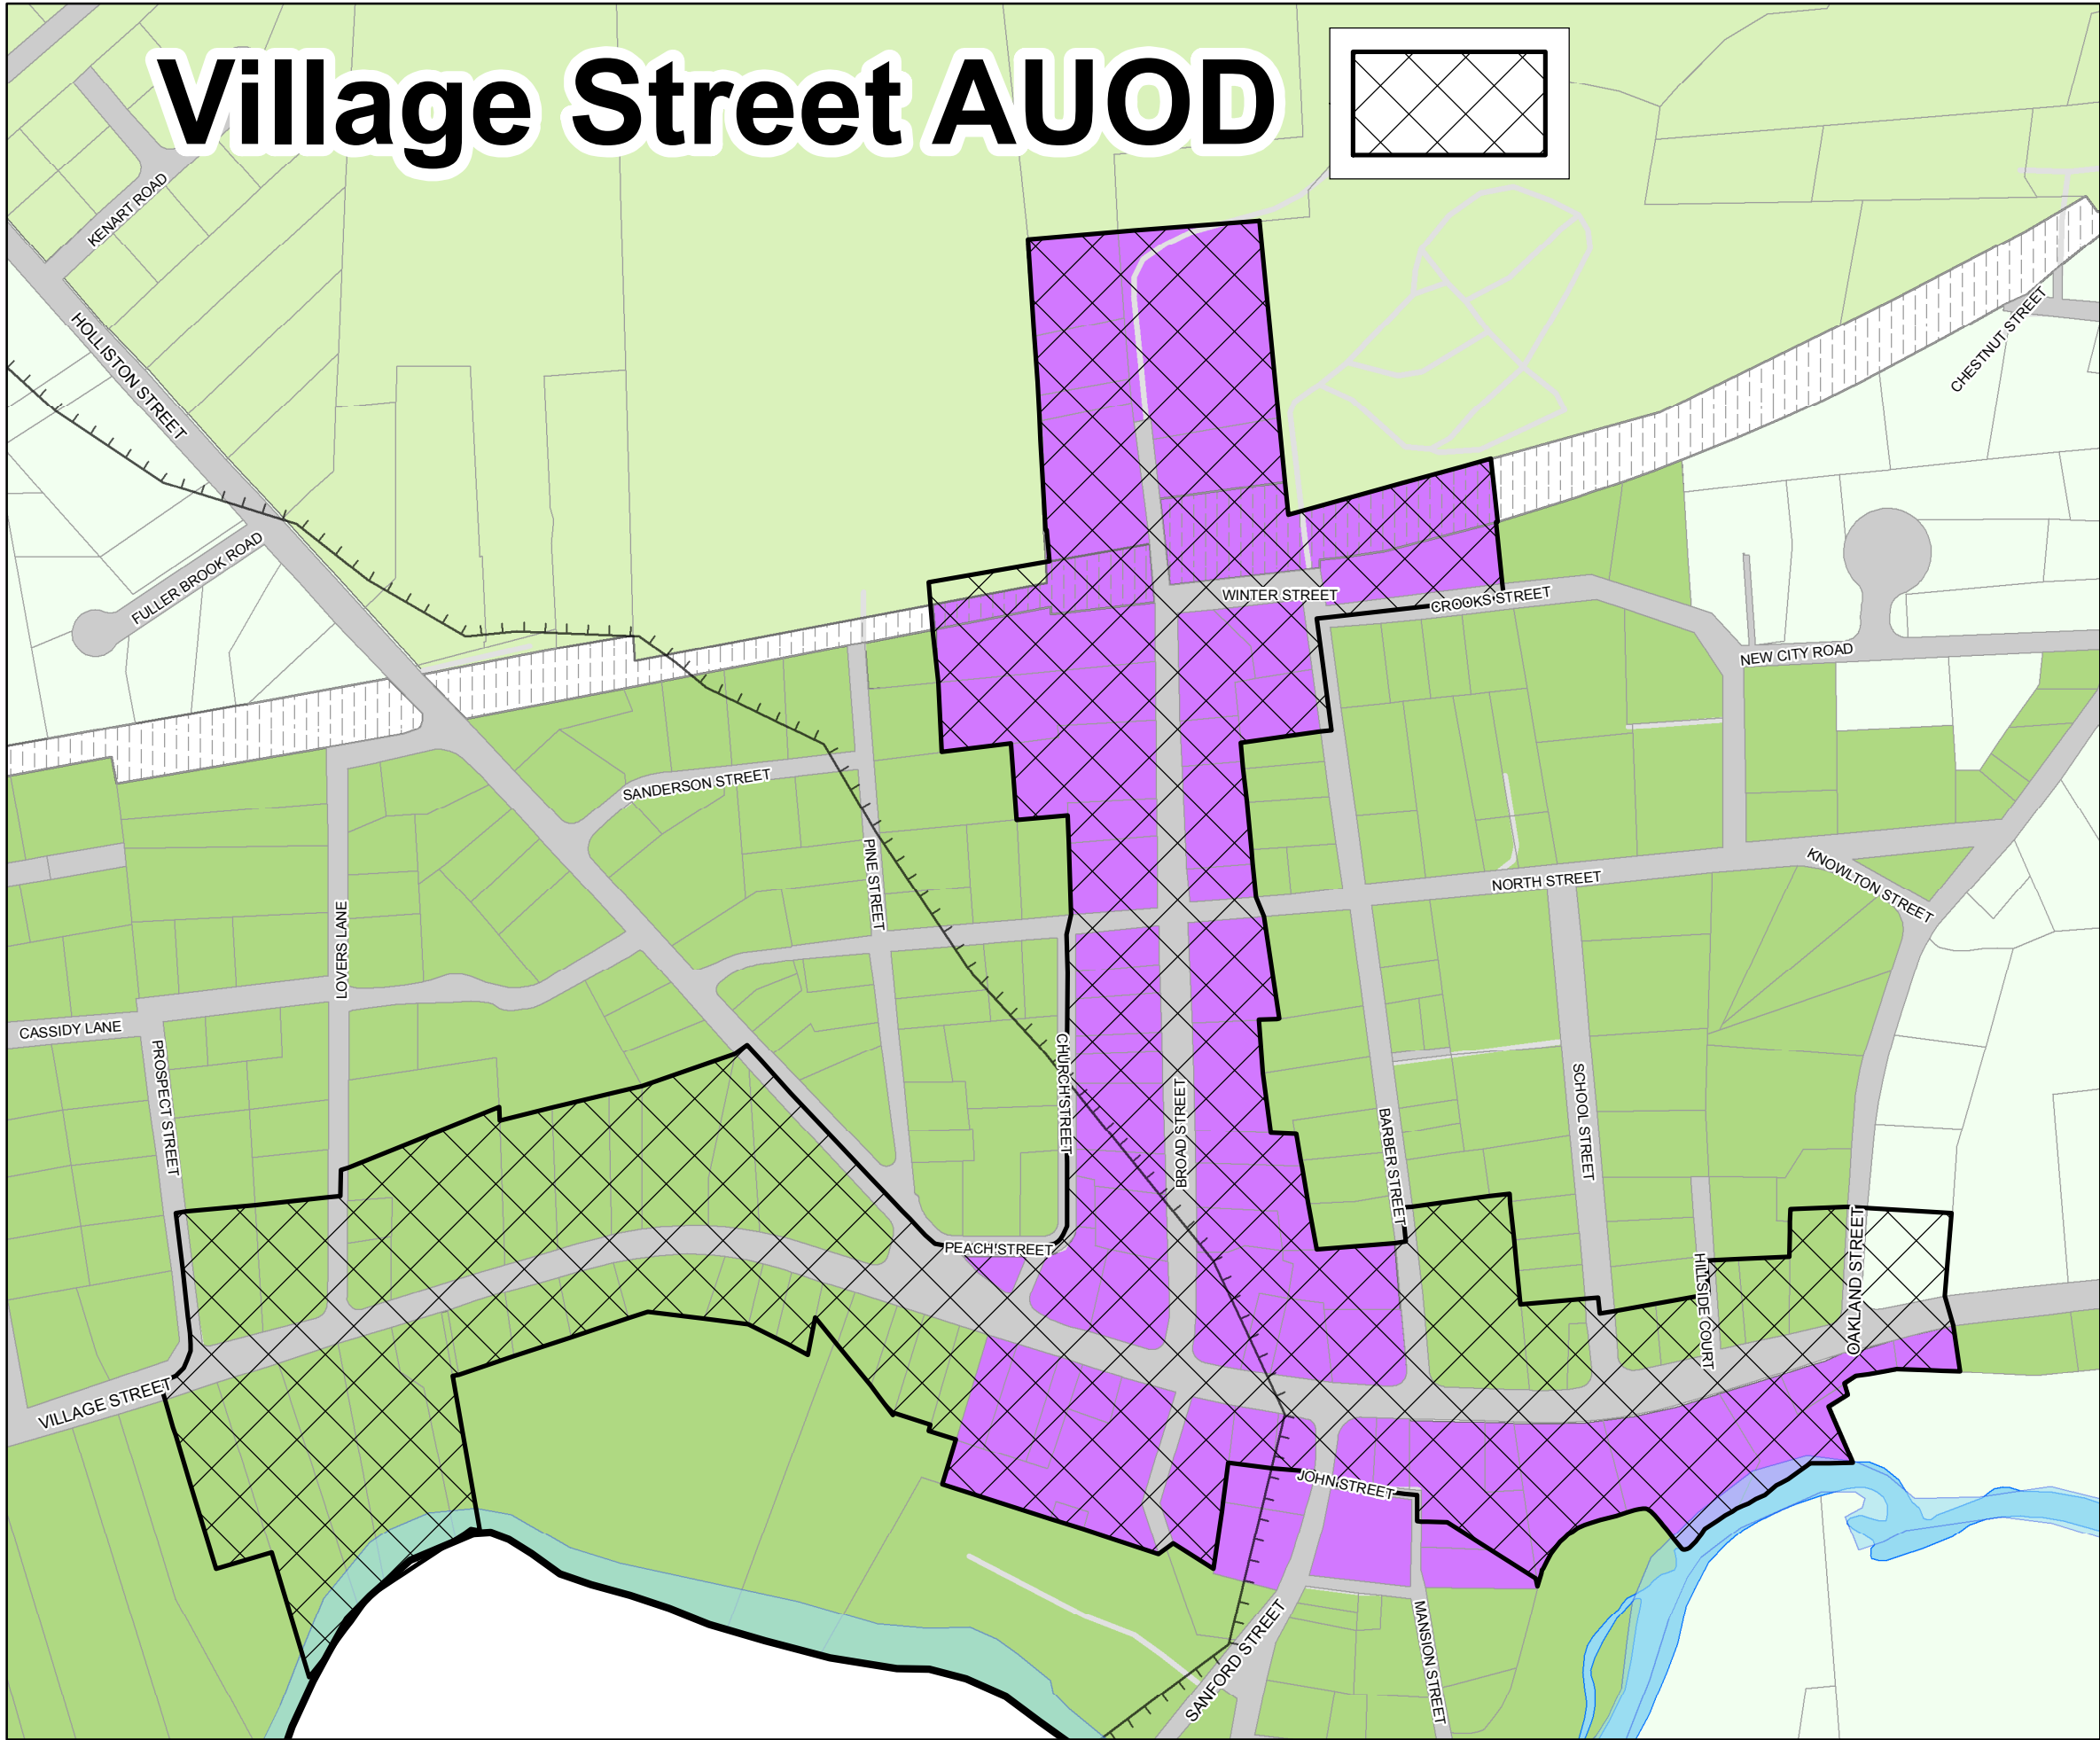 Village Street AUOD
KENART ROAD
HOLLISTON STREET
CHESTNUT STREET
FULLER BROOK ROAD
WINTER STREET
CROOKS STREET
NEW CITY ROAD
SANDERSON STREET
PINE STREET
NORTH STREET
KNOWLTON STREET
LOVERS LANE
CASSIDY LANE
PROSPECT STREET
CHURCH STREET
BROAD STREET
BARBER STREET
SCHOOL STREET
PEACH STREET
HILLSIDE COURT
OAKLAND STREET
VILLAGE STREET
JOHN STREET
SANFORD STREET
MANSION STREET